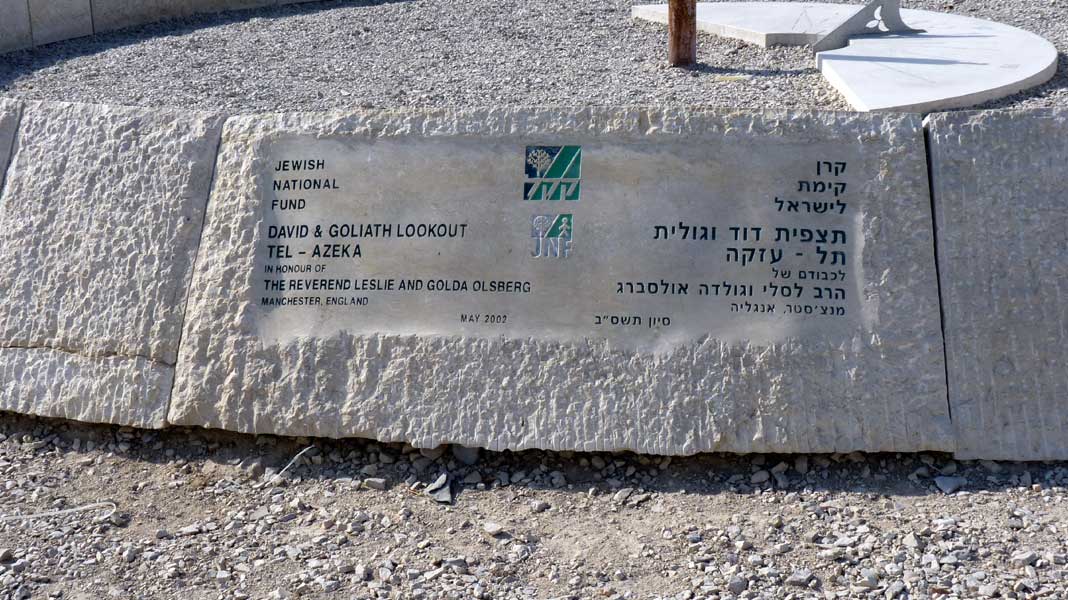 JEWISH
NATIONAL
FUND
DAVID & GOLIATH LOOKOUT
TEL - AZEKA
IN HONOUR OF
THE REVEREND LESLIE AND GOLDA OLSBERG
MANCHESTER, ENGLAND
MAY 2002
JNF
קרן
קימת
לישראל
תצפית דוד וגולית
תל - עזקה
לכבודם של
הרב לסלי וגולדה אולסברג
מנצ'סטר, אנגליה
סיון תשס"ב